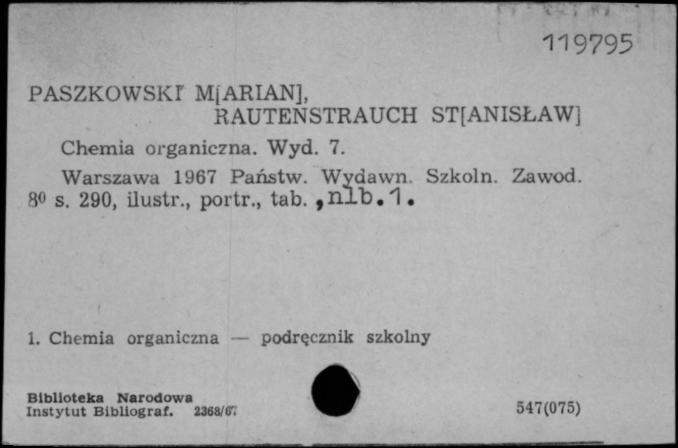 119795
PASZKOWSKI M[ARIAN],
RAUTENSTRAUCH ST[ANISŁAW]
Chemia organiczna. Wyd. 7.
Warszawa 1967 Państw. Wydawn. Szkoln. Zawod.
8⁰ s. 290, ilustr., portr., tab. ,nlb.1.
1. Chemia organiczna — podręcznik szkolny
Biblioteka Narodowa
Instytut Bibliograf. 2368/67
547(075)